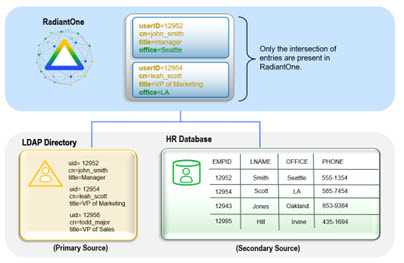 RadiantOne
userID=12952
cn=john_smith
title=manager
office=Seattle
userID=12954
cn=leah_scott
title=VP of Marketing
office=LA
Only the intersection of
entries are present in
RadiantOne.
LDAP Directory
uid= 12952
cn=john_smith
title=Manager
uid= 12954
cn=leah_scott
title=VP of Marketing
uid= 12956
cn=todd_major
title=VP of Sales
(Primary Source)
HR Database
EMPID LNAME OFFICE PHONE
12952 Smith Seattle 555-1354
12954 Scott LA 585-7454
12943 Jones Oakland 653-9384
12995 Hill Irvine 435-1694
(Secondary Source)